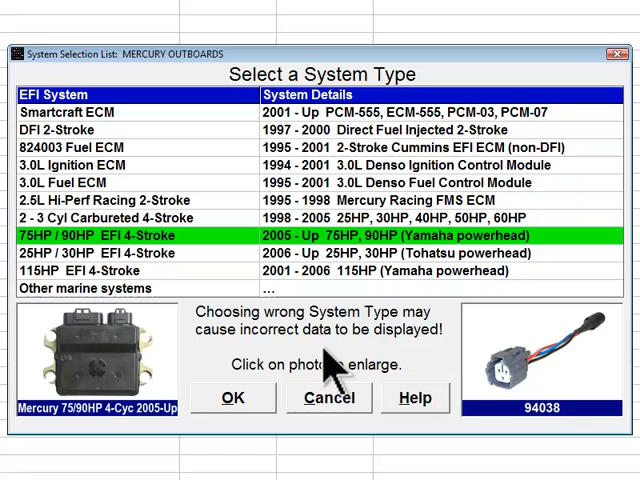 System Selection List: MERCURY OUTBOARDS
Select a System Type
EFI System System Details
Smartcraft ECM 2001 - Up PCM-555, ECM-555, PCM-03, PCM-07
DFI 2-Stroke 1997 - 2000 Direct Fuel Injected 2-Stroke
824003 Fuel ECM 1995 - 2001 2-Stroke Cummins EFI ECM (non-DFI)
3.0L Ignition ECM 1994 - 2001 3.0L Denso Ignition Control Module
3.0L Fuel ECM 1995 - 2001 3.0L Denso Fuel Control Module
2.5L Hi-Perf Racing 2-Stroke 1995 - 1998 Mercury Racing FMS ECM
2 - 3 Cyl Carbureted 4-Stroke 1998 - 2005 25HP, 30HP, 40HP, 50HP, 60HP
75HP / 90HP EFI 4-Stroke 2005 - Up 75HP, 90HP (Yamaha powerhead)
25HP / 30HP EFI 4-Stroke 2006 - Up 25HP, 30HP (Tohatsu powerhead)
115HP EFI 4-Stroke 2001 - 2006 115HP (Yamaha powerhead)
Other marine systems ...
Choosing wrong System Type may
cause incorrect data to be displayed!
Click on photo enlarge.
OK Cancel Help
Mercury 75/90HP 4-Cyc 2005-Up
94038